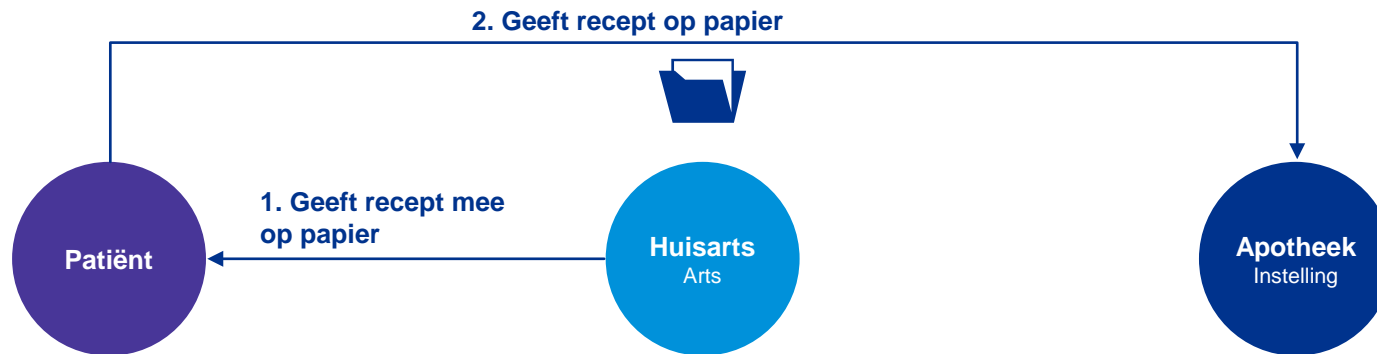 2. Geeft recept op papier
1. Geeft recept mee
op papier
Patiënt
Huisarts
Arts
Apotheek
Instelling